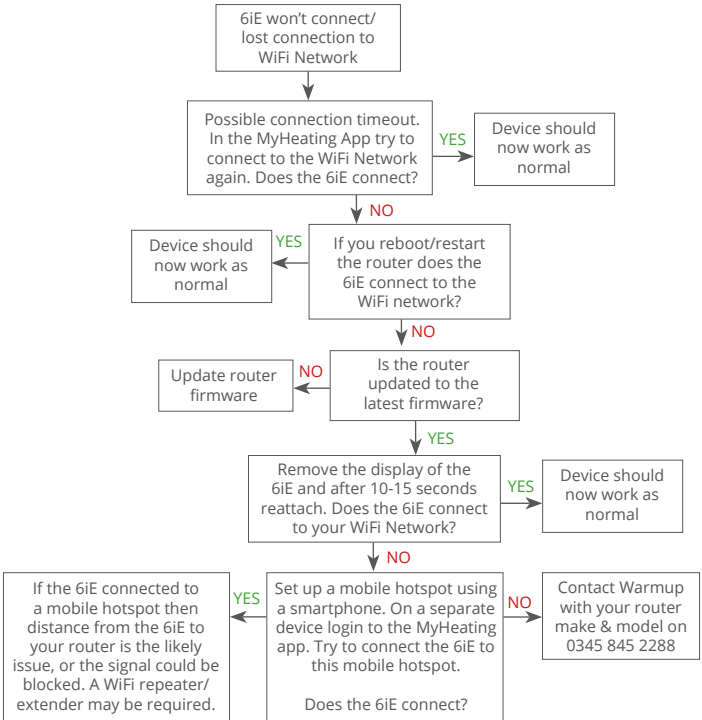 6iE won't connect/
lost connection to
WiFi Network
Possible connection timeout.
In the MyHeating App try to
connect to the WiFi Network
again. Does the 6iE connect?
YES
Device should
now work as
normal
NO
If you reboot/restart
the router does the
6iE connect to the
WiFi network?
YES
Device should
now work as
normal
NO
Is the router
updated to the
latest firmware?
NO
Update router
firmware
YES
Remove the display of the
6iE and after 10-15 seconds
reattach. Does the 6iE connect
to your WiFi Network?
YES
Device should
now work as
normal
NO
Set up a mobile hotspot using
a smartphone. On a separate
device login to the MyHeating
app. Try to connect the 6iE to
this mobile hotspot.
Does the 6iE connect?
YES
If the 6iE connected to
a mobile hotspot then
distance from the 6iE to
your router is the likely
issue, or the signal could be
blocked. A WiFi repeater/
extender may be required.
NO
Contact Warmup
with your router
make & model on
0345 845 2288